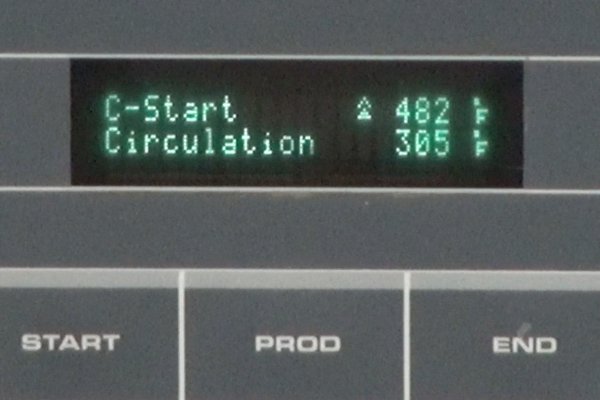 C-Start 482 °F
Circulation 305 °F
START PROD END